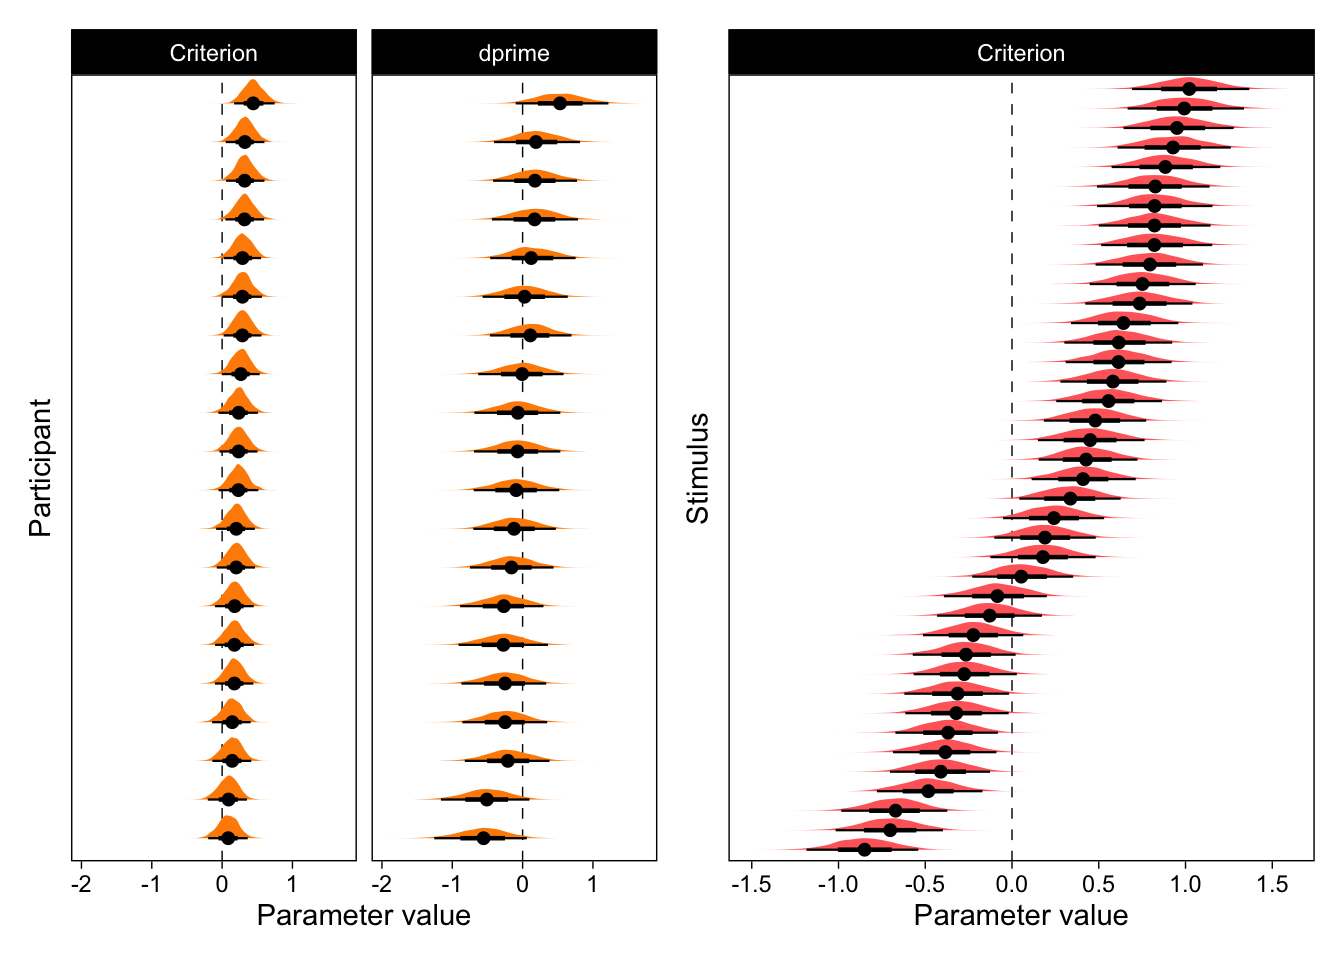 Criterion dprime Criterion
Participant
Stimulus
-2 -1 0 1 -2 -1 0 1 -1.5 -1.0 -0.5 0.0 0.5 1.0 1.5
Parameter value Parameter value